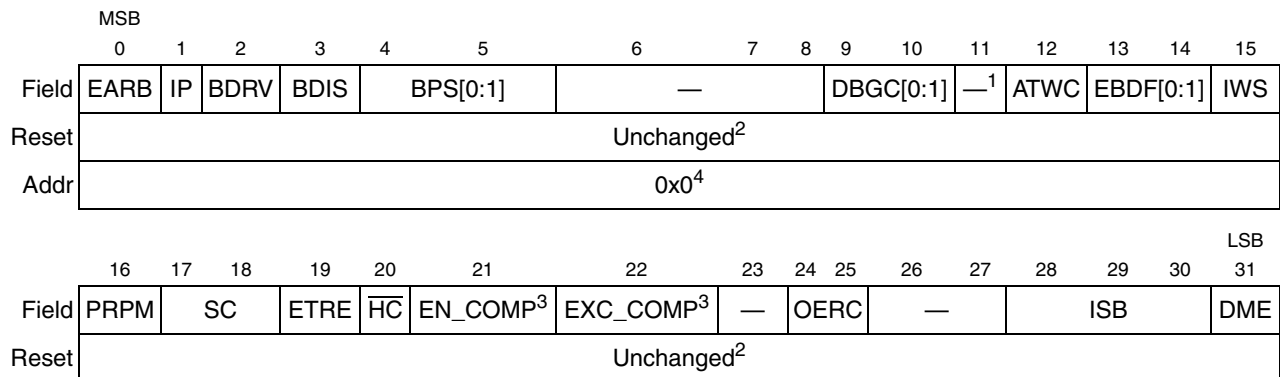 MSB
0 1 2 3 4 5 6 7 8 9 10 11 12 13 14 15
Field EARB IP BDRV BDIS BPS[0:1] — DBGC[0:1] —1 ATWC EBDF[0:1] IWS
Reset Unchanged2
Addr 0x04
LSB
16 17 18 19 20 21 22 23 24 25 26 27 28 29 30 31
Field PRPM SC ETRE HC EN_COMP3 EXC_COMP3 — OERC — ISB DME
Reset Unchanged2